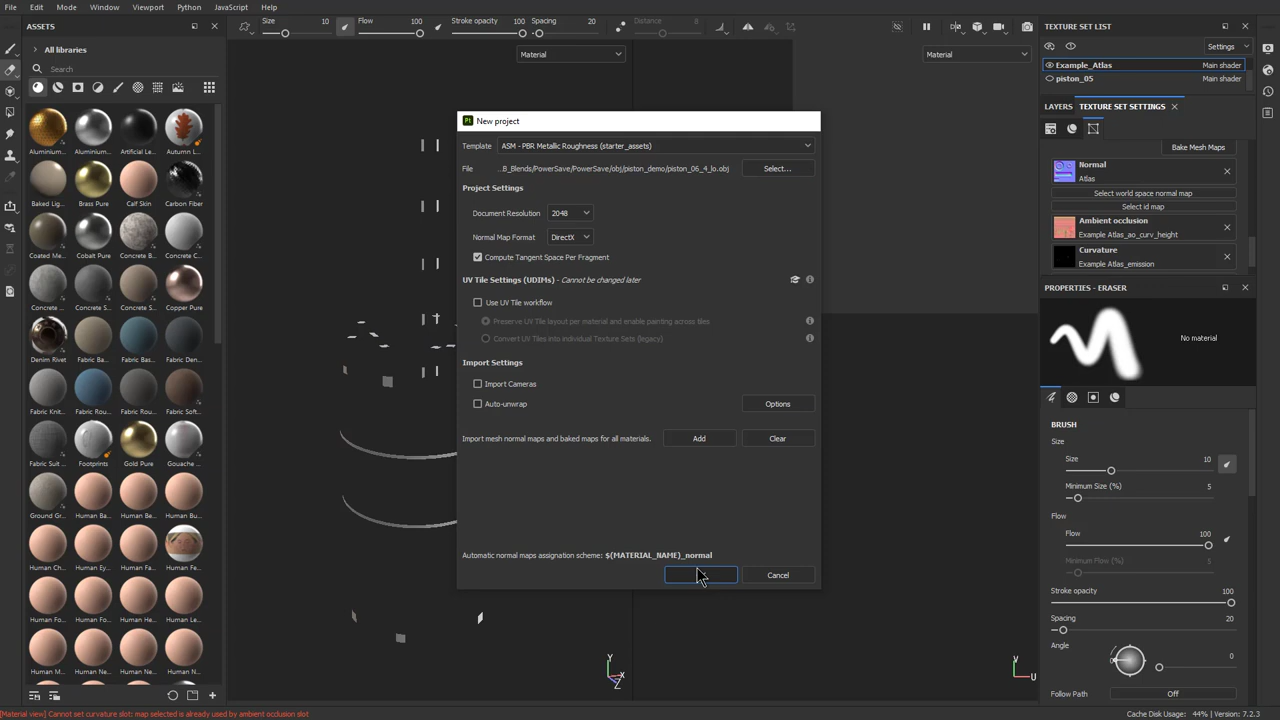 File Edit Mode Window Viewport Python JavaScript Help
ASSETS
Size 10 Flow 100 Stroke opacity 100 Spacing 20 Distance 8
All libraries
Search
Material
Material
Aluminium... Aluminium... Artificial Le... Autumn L...
Baked Lig... Brass Pure Calf Skin Carbon Fiber
Coated Me... Cobalt Pure Concrete B... Concrete C...
Concrete ... Concrete D... Concrete S... Copper Pure
Denim Rivet Fabric Ba... Fabric Bas... Fabric Den...
Fabric Knit... Fabric Rou... Fabric Rou... Fabric Soft...
Fabric Suit ... Footprints Gold Pure Gouache ...
Ground Gr... Human Ba... Human Be... Human Bu...
Human Ch... Human Ey... Human Fe... Human Fe...
Human Fo... Human Fo... Human He... Human Le...
Human M... Human Ne... Human Ne... Human N...
New project
Template ASM - PBR Metallic Roughness (starter_assets)
File ...B_Blends/PowerSave/PowerSave/obj/piston_demo/piston_06_4_lo.obj Select...
Project Settings
Document Resolution 2048
Normal Map Format DirectX
Compute Tangent Space Per Fragment
UV Tile Settings (UDIMs) - Cannot be changed later
Use UV Tile workflow
Preserve UV Tile layout per material and enable painting across tiles
Convert UV Tiles into individual Texture Sets (legacy)
Import Settings
Import Cameras
Auto-unwrap Options
Import mesh normal maps and baked maps for all materials. Add Clear
Automatic normal maps assignation scheme: $(MATERIAL_NAME)_normal
Cancel
Y
X
Z
V
U
TEXTURE SET LIST
Settings
Example_Atlas Main shader
piston_05 Main shader
LAYERS TEXTURE SET SETTINGS
Bake Mesh Maps
Normal
Atlas
Select world space normal map
Select id map
Ambient occlusion
Example Atlas_ao_curv_height
Curvature
Example Atlas_emission
PROPERTIES - ERASER
No material
BRUSH
Size
Size 10
Minimum Size (%) 5
Flow
Flow 100
Minimum Flow (%) 5
Stroke opacity 100
Spacing 20
Angle 0
Follow Path Off
[Material view] Cannot set curvature slot: map selected is already used by ambient occlusion slot
Cache Disk Usage: 44% | Version: 7.2.3